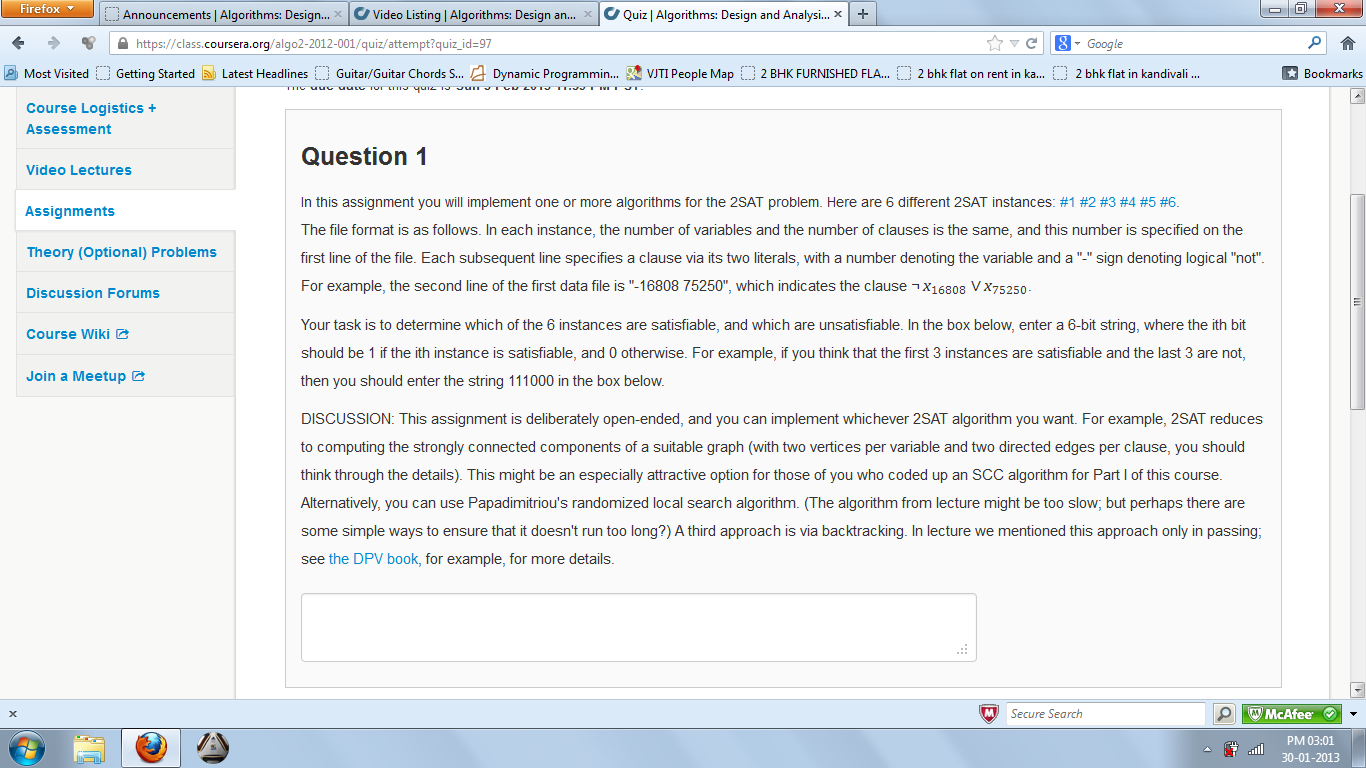 Firefox
Announcements | Algorithms: Design...
Video Listing | Algorithms: Design an...
Quiz | Algorithms: Design and Analysi...
https://class.coursera.org/algo2-2012-001/quiz/attempt?quiz_id=97
Google
Most Visited
Getting Started
Latest Headlines
Guitar/Guitar Chords S...
Dynamic Programmin...
VJTI People Map
2 BHK FURNISHED FLA...
2 bhk flat on rent in ka...
2 bhk flat in kandivali ...
Bookmarks
Course Logistics +
Assessment
Video Lectures
Assignments
Theory (Optional) Problems
Discussion Forums
Course Wiki
Join a Meetup
Question 1
In this assignment you will implement one or more algorithms for the 2SAT problem. Here are 6 different 2SAT instances: #1 #2 #3 #4 #5 #6.
The file format is as follows. In each instance, the number of variables and the number of clauses is the same, and this number is specified on the
first line of the file. Each subsequent line specifies a clause via its two literals, with a number denoting the variable and a "-" sign denoting logical "not".
For example, the second line of the first data file is "-16808 75250", which indicates the clause ¬x16808 ∨ x75250.
Your task is to determine which of the 6 instances are satisfiable, and which are unsatisfiable. In the box below, enter a 6-bit string, where the ith bit
should be 1 if the ith instance is satisfiable, and 0 otherwise. For example, if you think that the first 3 instances are satisfiable and the last 3 are not,
then you should enter the string 111000 in the box below.
DISCUSSION: This assignment is deliberately open-ended, and you can implement whichever 2SAT algorithm you want. For example, 2SAT reduces
to computing the strongly connected components of a suitable graph (with two vertices per variable and two directed edges per clause, you should
think through the details). This might be an especially attractive option for those of you who coded up an SCC algorithm for Part I of this course.
Alternatively, you can use Papadimitriou's randomized local search algorithm. (The algorithm from lecture might be too slow; but perhaps there are
some simple ways to ensure that it doesn't run too long?) A third approach is via backtracking. In lecture we mentioned this approach only in passing;
see the DPV book, for example, for more details.
x
Secure Search
McAfee
PM 03:01
30-01-2013